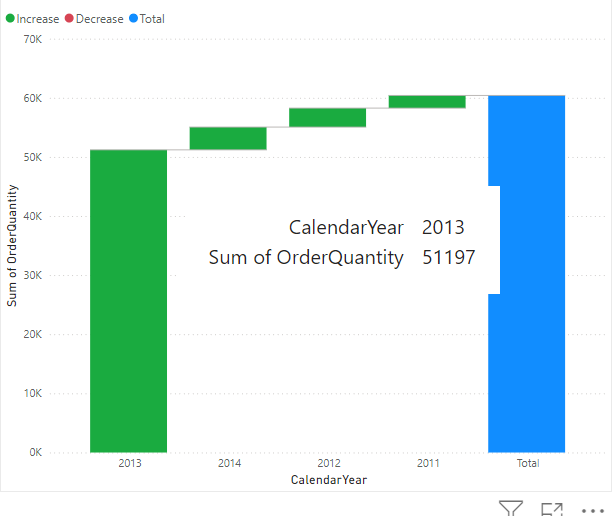 Increase Decrease Total
70K
60K
50K
40K
30K
20K
10K
0K
Sum of OrderQuantity
CalendarYear 2013
Sum of OrderQuantity 51197
2013 2014 2012 2011 Total
CalendarYear